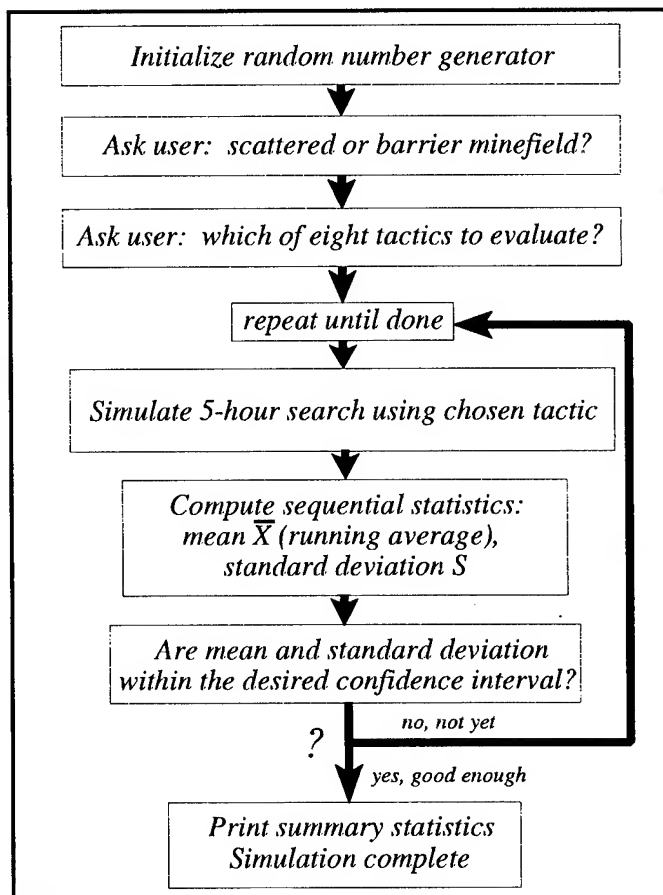 Initialize random number generator
Ask user: scattered or barrier minefield?
Ask user: which of eight tactics to evaluate?
repeat until done
Simulate 5-hour search using chosen tactic
Compute sequential statistics:
mean X̅ (running average),
standard deviation S
Are mean and standard deviation
within the desired confidence interval?
no, not yet
?
yes, good enough
Print summary statistics
Simulation complete